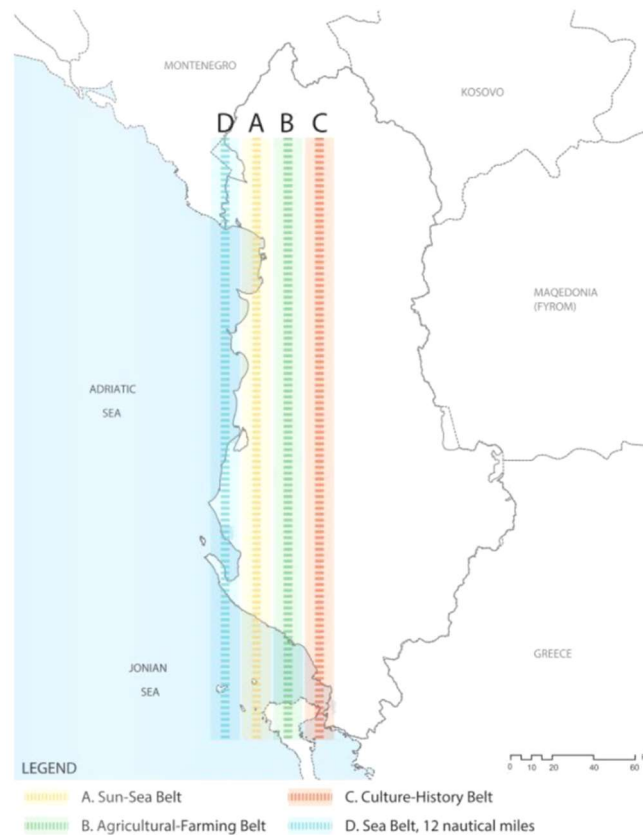 MONTENEGRO
KOSOVO
D A B C
MAQEDONIA
(FYROM)
ADRIATIC
SEA
GREECE
JONIAN
SEA
LEGEND
0 5 10 20 40 60
A. Sun-Sea Belt
C. Culture-History Belt
B. Agricultural-Farming Belt
D. Sea Belt, 12 nautical miles